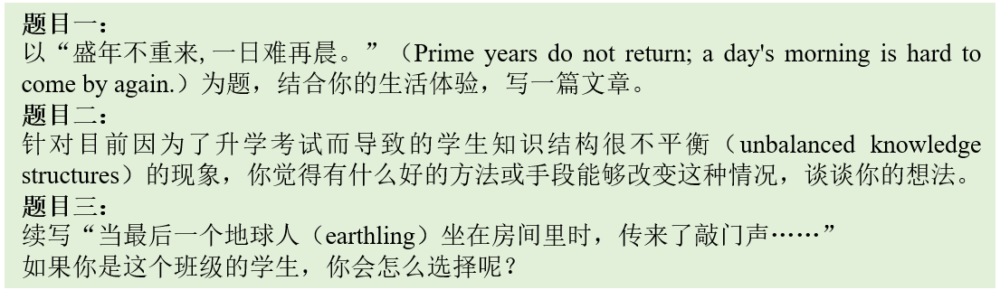 题目一：
以“盛年不重来, 一日难再晨。”（Prime years do not return; a day's morning is hard to
come by again.）为题，结合你的生活体验，写一篇文章。
题目二：
针对目前因为了升学考试而导致的学生知识结构很不平衡（unbalanced knowledge
structures）的现象，你觉得有什么好的方法或手段能够改变这种情况，谈谈你的想法。
题目三：
续写“当最后一个地球人（earthling）坐在房间里时，传来了敲门声……”
如果你是这个班级的学生，你会怎么选择呢？